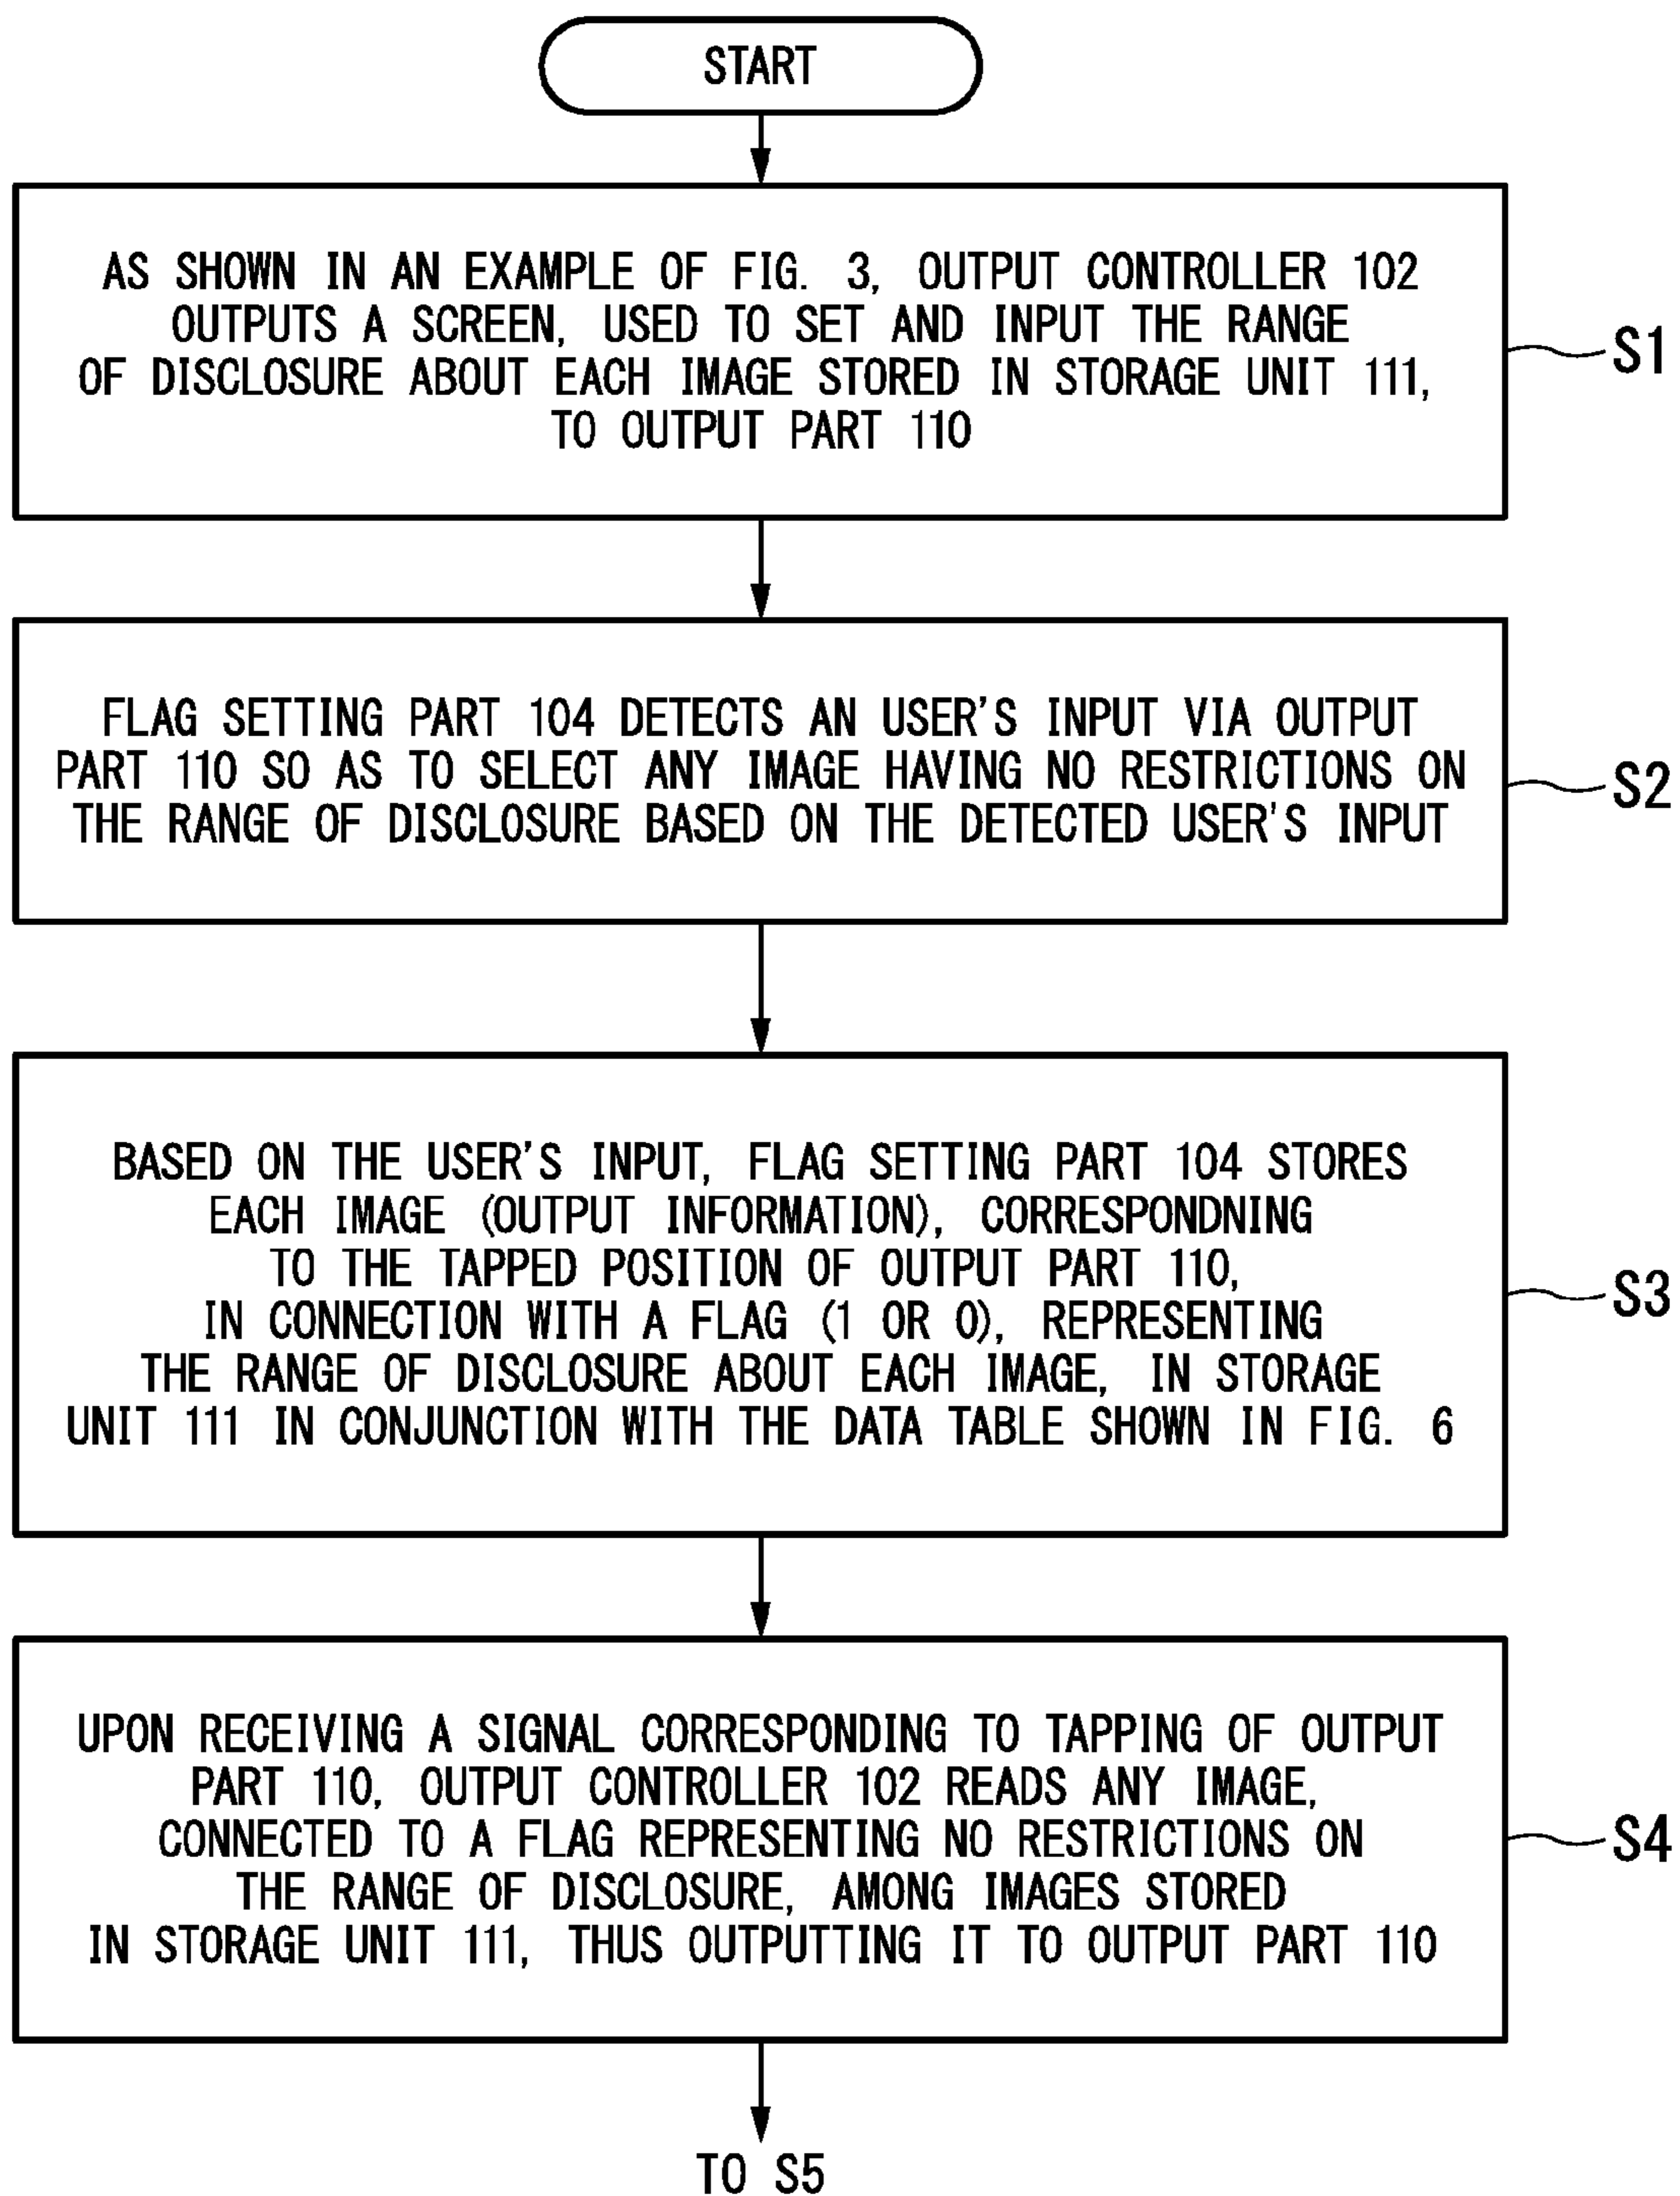 START
AS SHOWN IN AN EXAMPLE OF FIG. 3, OUTPUT CONTROLLER 102
OUTPUTS A SCREEN, USED TO SET AND INPUT THE RANGE
OF DISCLOSURE ABOUT EACH IMAGE STORED IN STORAGE UNIT 111,
TO OUTPUT PART 110
S1
FLAG SETTING PART 104 DETECTS AN USER'S INPUT VIA OUTPUT
PART 110 SO AS TO SELECT ANY IMAGE HAVING NO RESTRICTIONS ON
THE RANGE OF DISCLOSURE BASED ON THE DETECTED USER'S INPUT
S2
BASED ON THE USER'S INPUT, FLAG SETTING PART 104 STORES
EACH IMAGE (OUTPUT INFORMATION), CORRESPONDNING
TO THE TAPPED POSITION OF OUTPUT PART 110,
IN CONNECTION WITH A FLAG (1 OR 0), REPRESENTING
THE RANGE OF DISCLOSURE ABOUT EACH IMAGE, IN STORAGE
UNIT 111 IN CONJUNCTION WITH THE DATA TABLE SHOWN IN FIG. 6
S3
UPON RECEIVING A SIGNAL CORRESPONDING TO TAPPING OF OUTPUT
PART 110, OUTPUT CONTROLLER 102 READS ANY IMAGE,
CONNECTED TO A FLAG REPRESENTING NO RESTRICTIONS ON
THE RANGE OF DISCLOSURE, AMONG IMAGES STORED
IN STORAGE UNIT 111, THUS OUTPUTTING IT TO OUTPUT PART 110
S4
TO S5